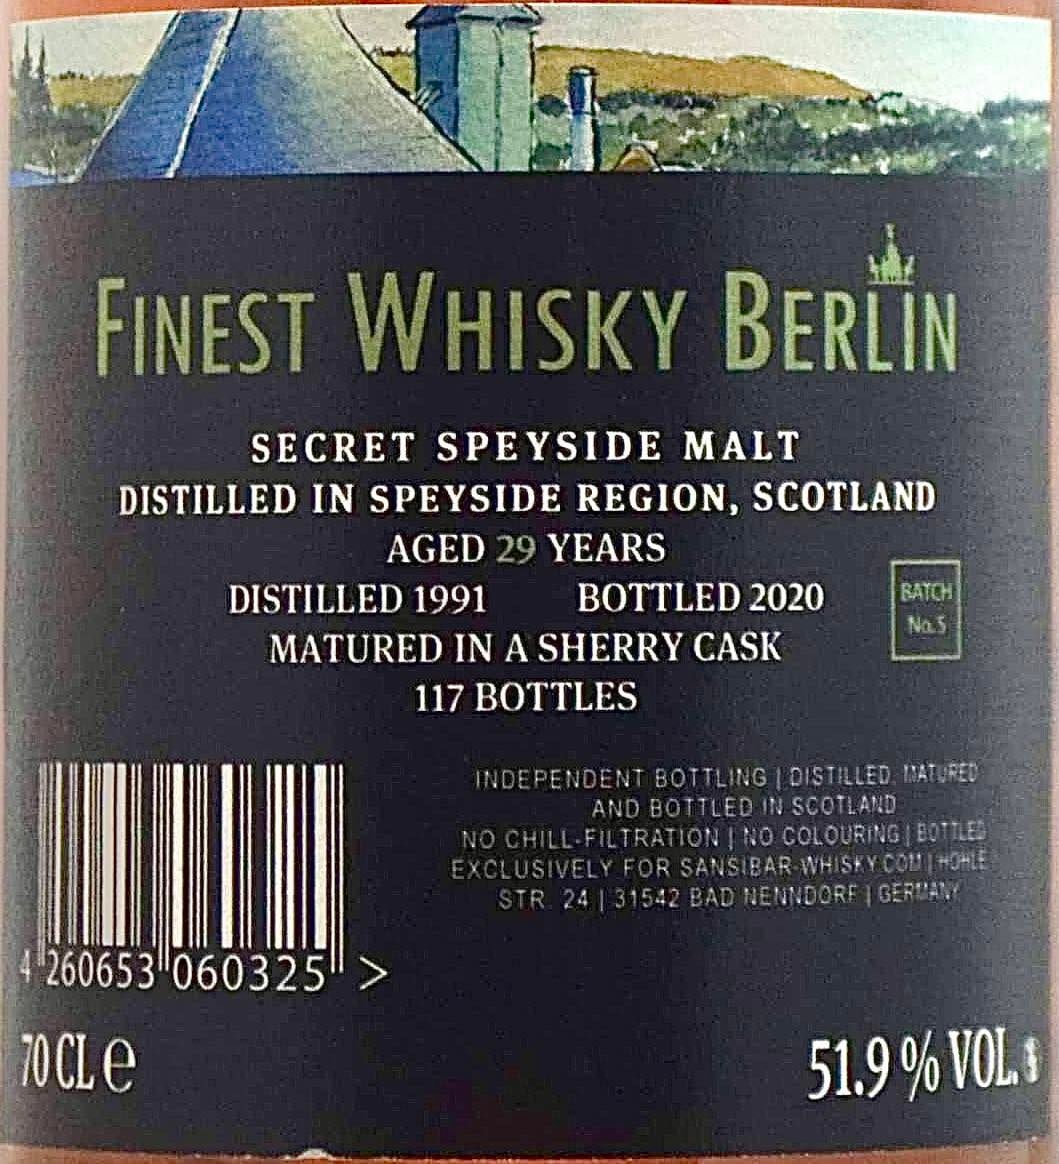 FINEST WHISKY BERLIN
SECRET SPEYSIDE MALT
DISTILLED IN SPEYSIDE REGION, SCOTLAND
AGED 29 YEARS
DISTILLED 1991 BOTTLED 2020
MATURED IN A SHERRY CASK
117 BOTTLES
BATCH
No.5
INDEPENDENT BOTTLING | DISTILLED, MATURED
AND BOTTLED IN SCOTLAND
NO CHILL-FILTRATION | NO COLOURING | BOTTLED
EXCLUSIVELY FOR SANSIBAR-WHISKY.COM | HOHLE
STR. 24 | 31542 BAD NENNDORF | GERMANY
4 260653 060325 >
70 CL e
51.9 % VOL.